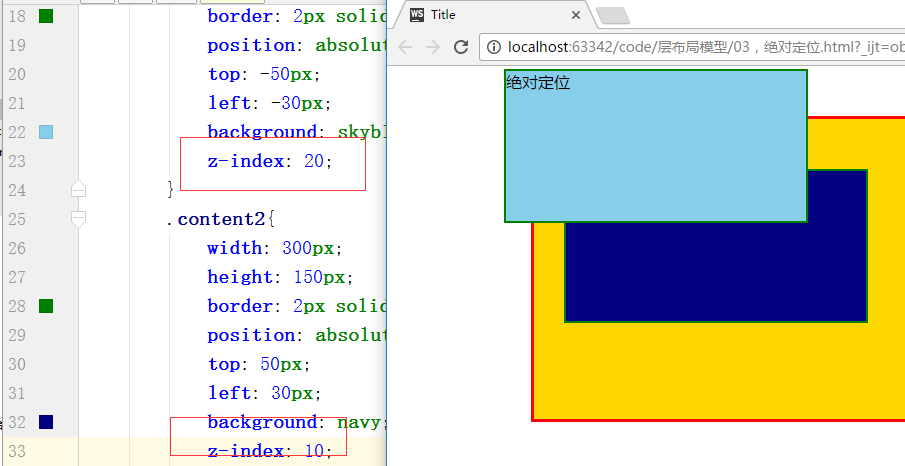 18 border: 2px solid
19 position: absolut
20 top: -50px;
21 left: -30px;
22 background: skybl
23 z-index: 20;
24 }
25 .content2{
26 width: 300px;
27 height: 150px;
28 border: 2px solid
29 position: absolut
30 top: 50px;
31 left: 30px;
32 background: navy;
33 z-index: 10;
WS Title
localhost:63342/code/层布局模型/03，绝对定位.html?_ijt=ob
绝对定位